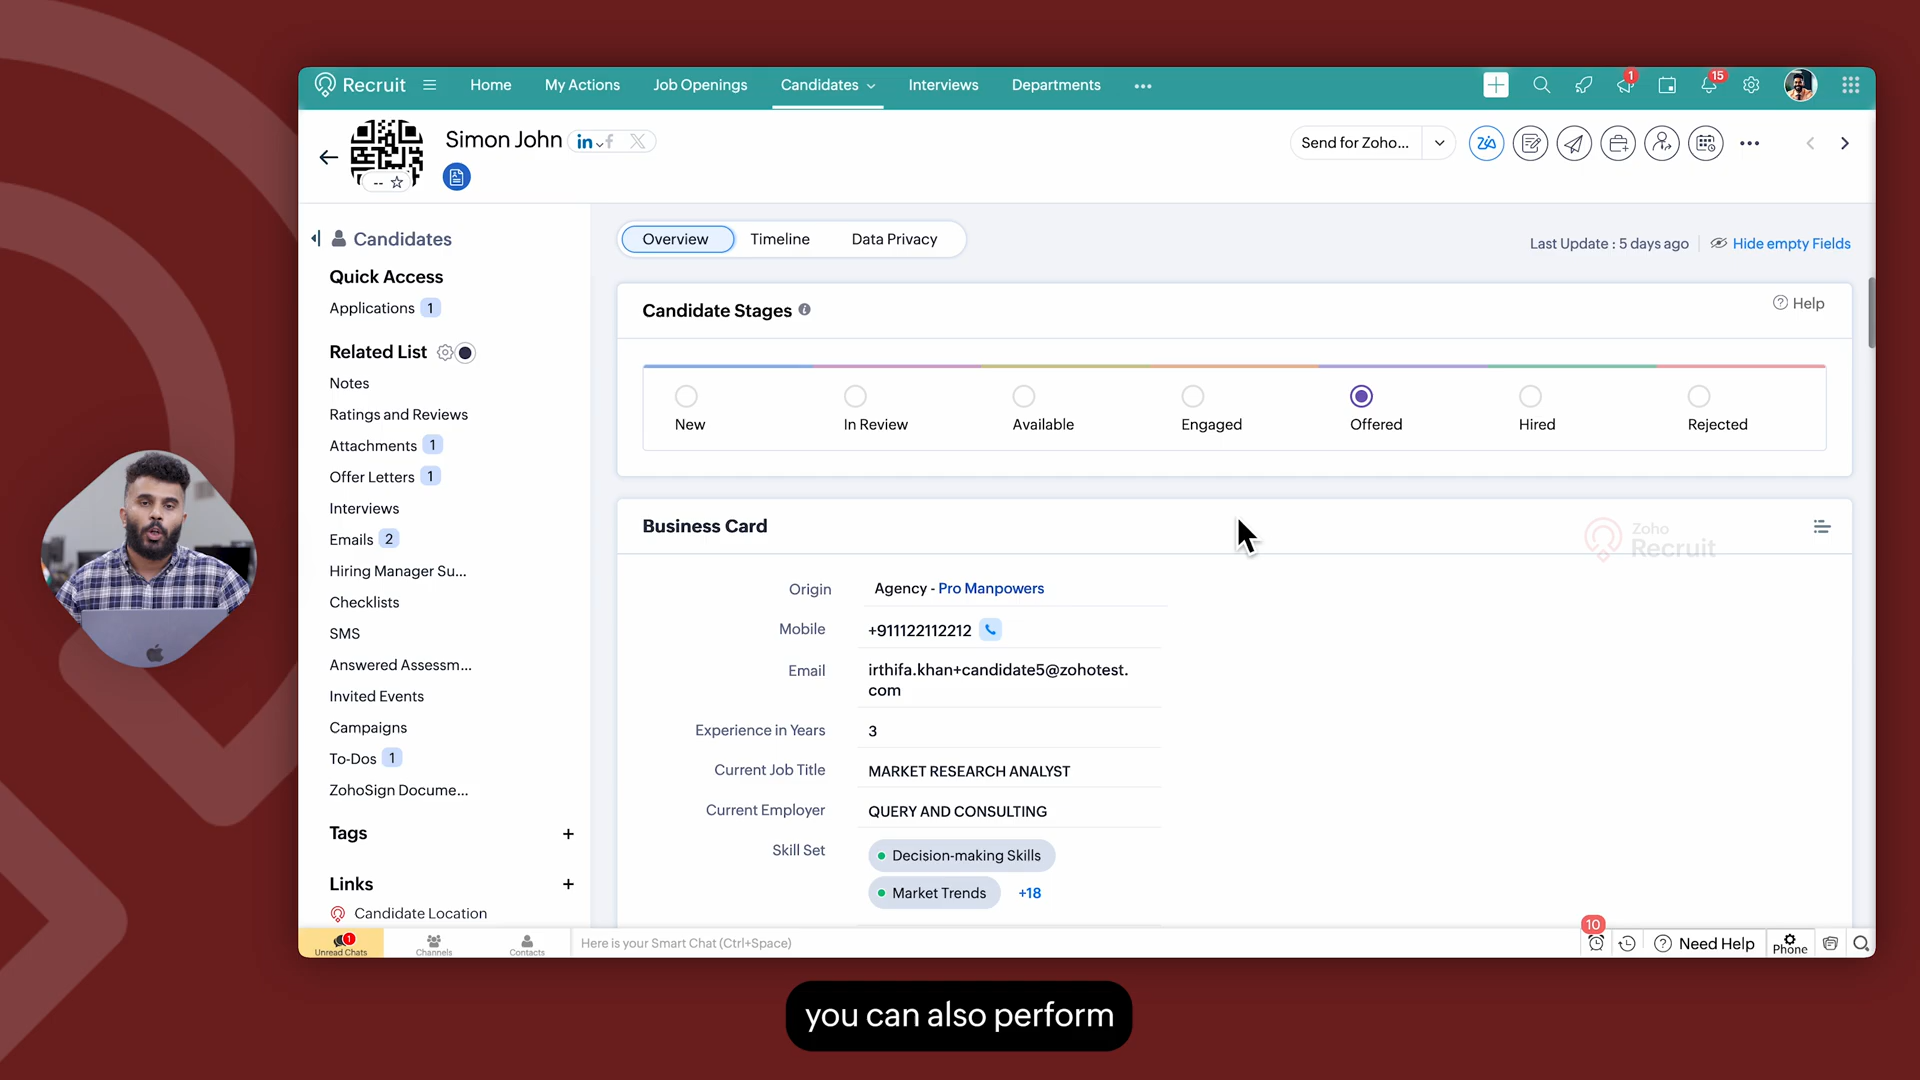 Recruit
Home
My Actions
Job Openings
Candidates
Interviews
Departments
1
15
Simon John
in
--
Send for Zoho...
Candidates
Quick Access
Applications 1
Related List
Notes
Ratings and Reviews
Attachments 1
Offer Letters 1
Interviews
Emails 2
Hiring Manager Su...
Checklists
SMS
Answered Assessm...
Invited Events
Campaigns
To-Dos 1
ZohoSign Docume...
Tags +
Links +
Candidate Location
Overview
Timeline
Data Privacy
Last Update : 5 days ago
Hide empty Fields
Candidate Stages
Help
New
In Review
Available
Engaged
Offered
Hired
Rejected
Business Card
Zoho
Recruit
Origin Agency - Pro Manpowers
Mobile +911122112212
Email irthifa.khan+candidate5@zohotest.
com
Experience in Years 3
Current Job Title MARKET RESEARCH ANALYST
Current Employer QUERY AND CONSULTING
Skill Set Decision-making Skills
Market Trends +18
1
Unread Chats
Channels
Contacts
Here is your Smart Chat (Ctrl+Space)
10
Need Help
Phone
you can also perform